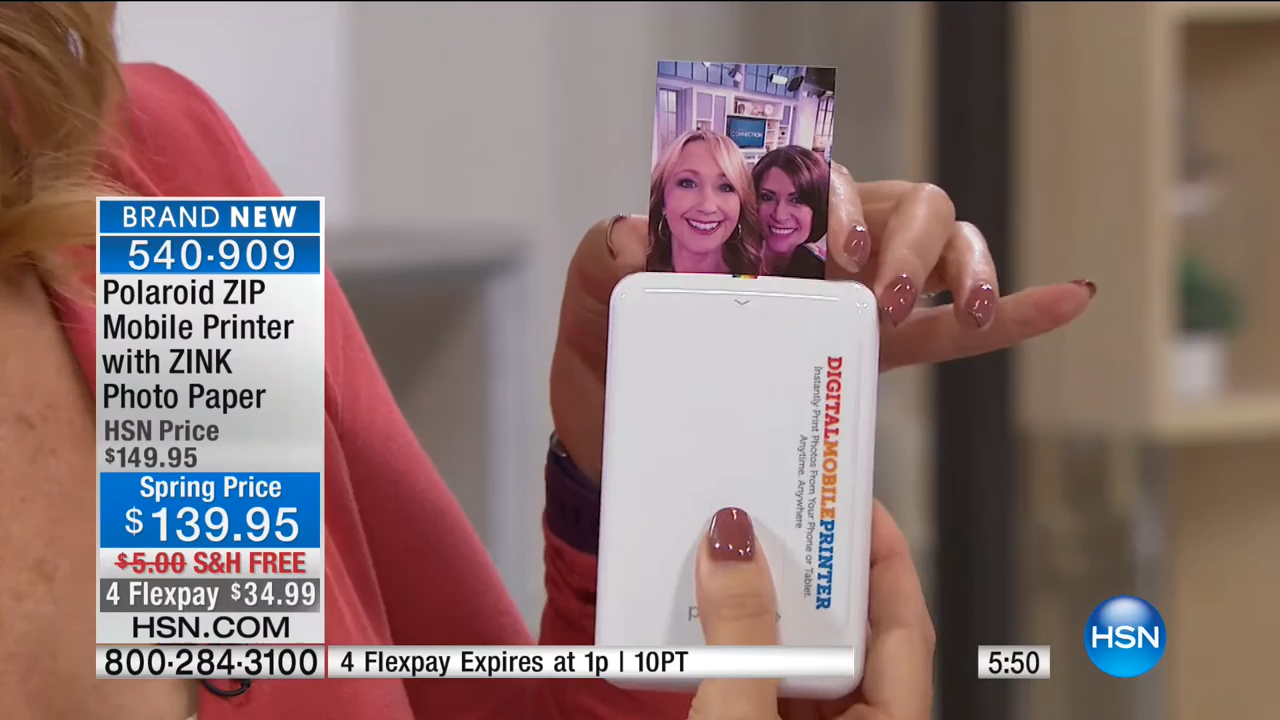 BRAND NEW
540-909
Polaroid ZIP
Mobile Printer
with ZINK
Photo Paper
HSN Price
$149.95
Spring Price
$139.95
$5.00 S&H FREE
4 Flexpay $34.99
HSN.COM
800-284-3100
4 Flexpay Expires at 1p | 10PT
5:50
HSN
CONNECTION
DIGITALMOBILEPRINTER
Instantly Print Photos From Your Phone or Tablet.
Anytime. Anywhere